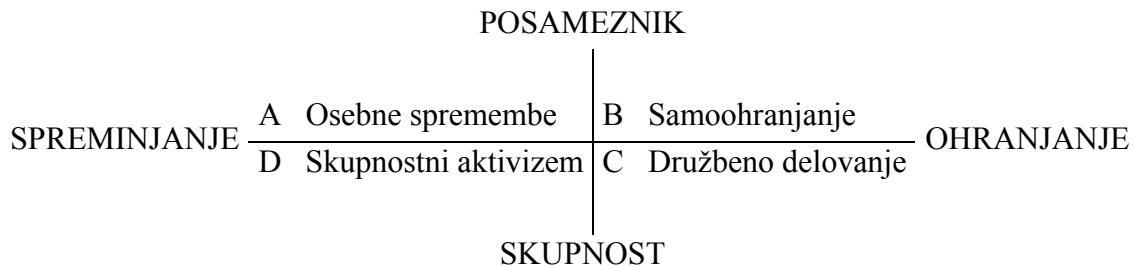 POSAMEZNIK
A Osebne spremembe B Samoohranjanje
SPREMINJANJE OHRANJANJE
D Skupnostni aktivizem C Družbeno delovanje
SKUPNOST